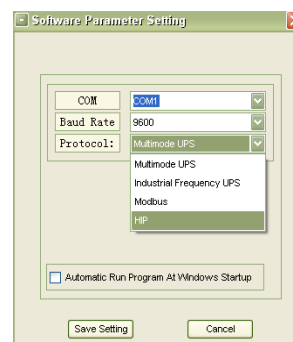 Software Parameter Setting
COM COM1
Baud Rate 9600
Protocol: Multimode UPS
Multimode UPS
Industrial Frequency UPS
Modbus
HIP
Automatic Run Program At Windows Startup
Save Setting Cancel